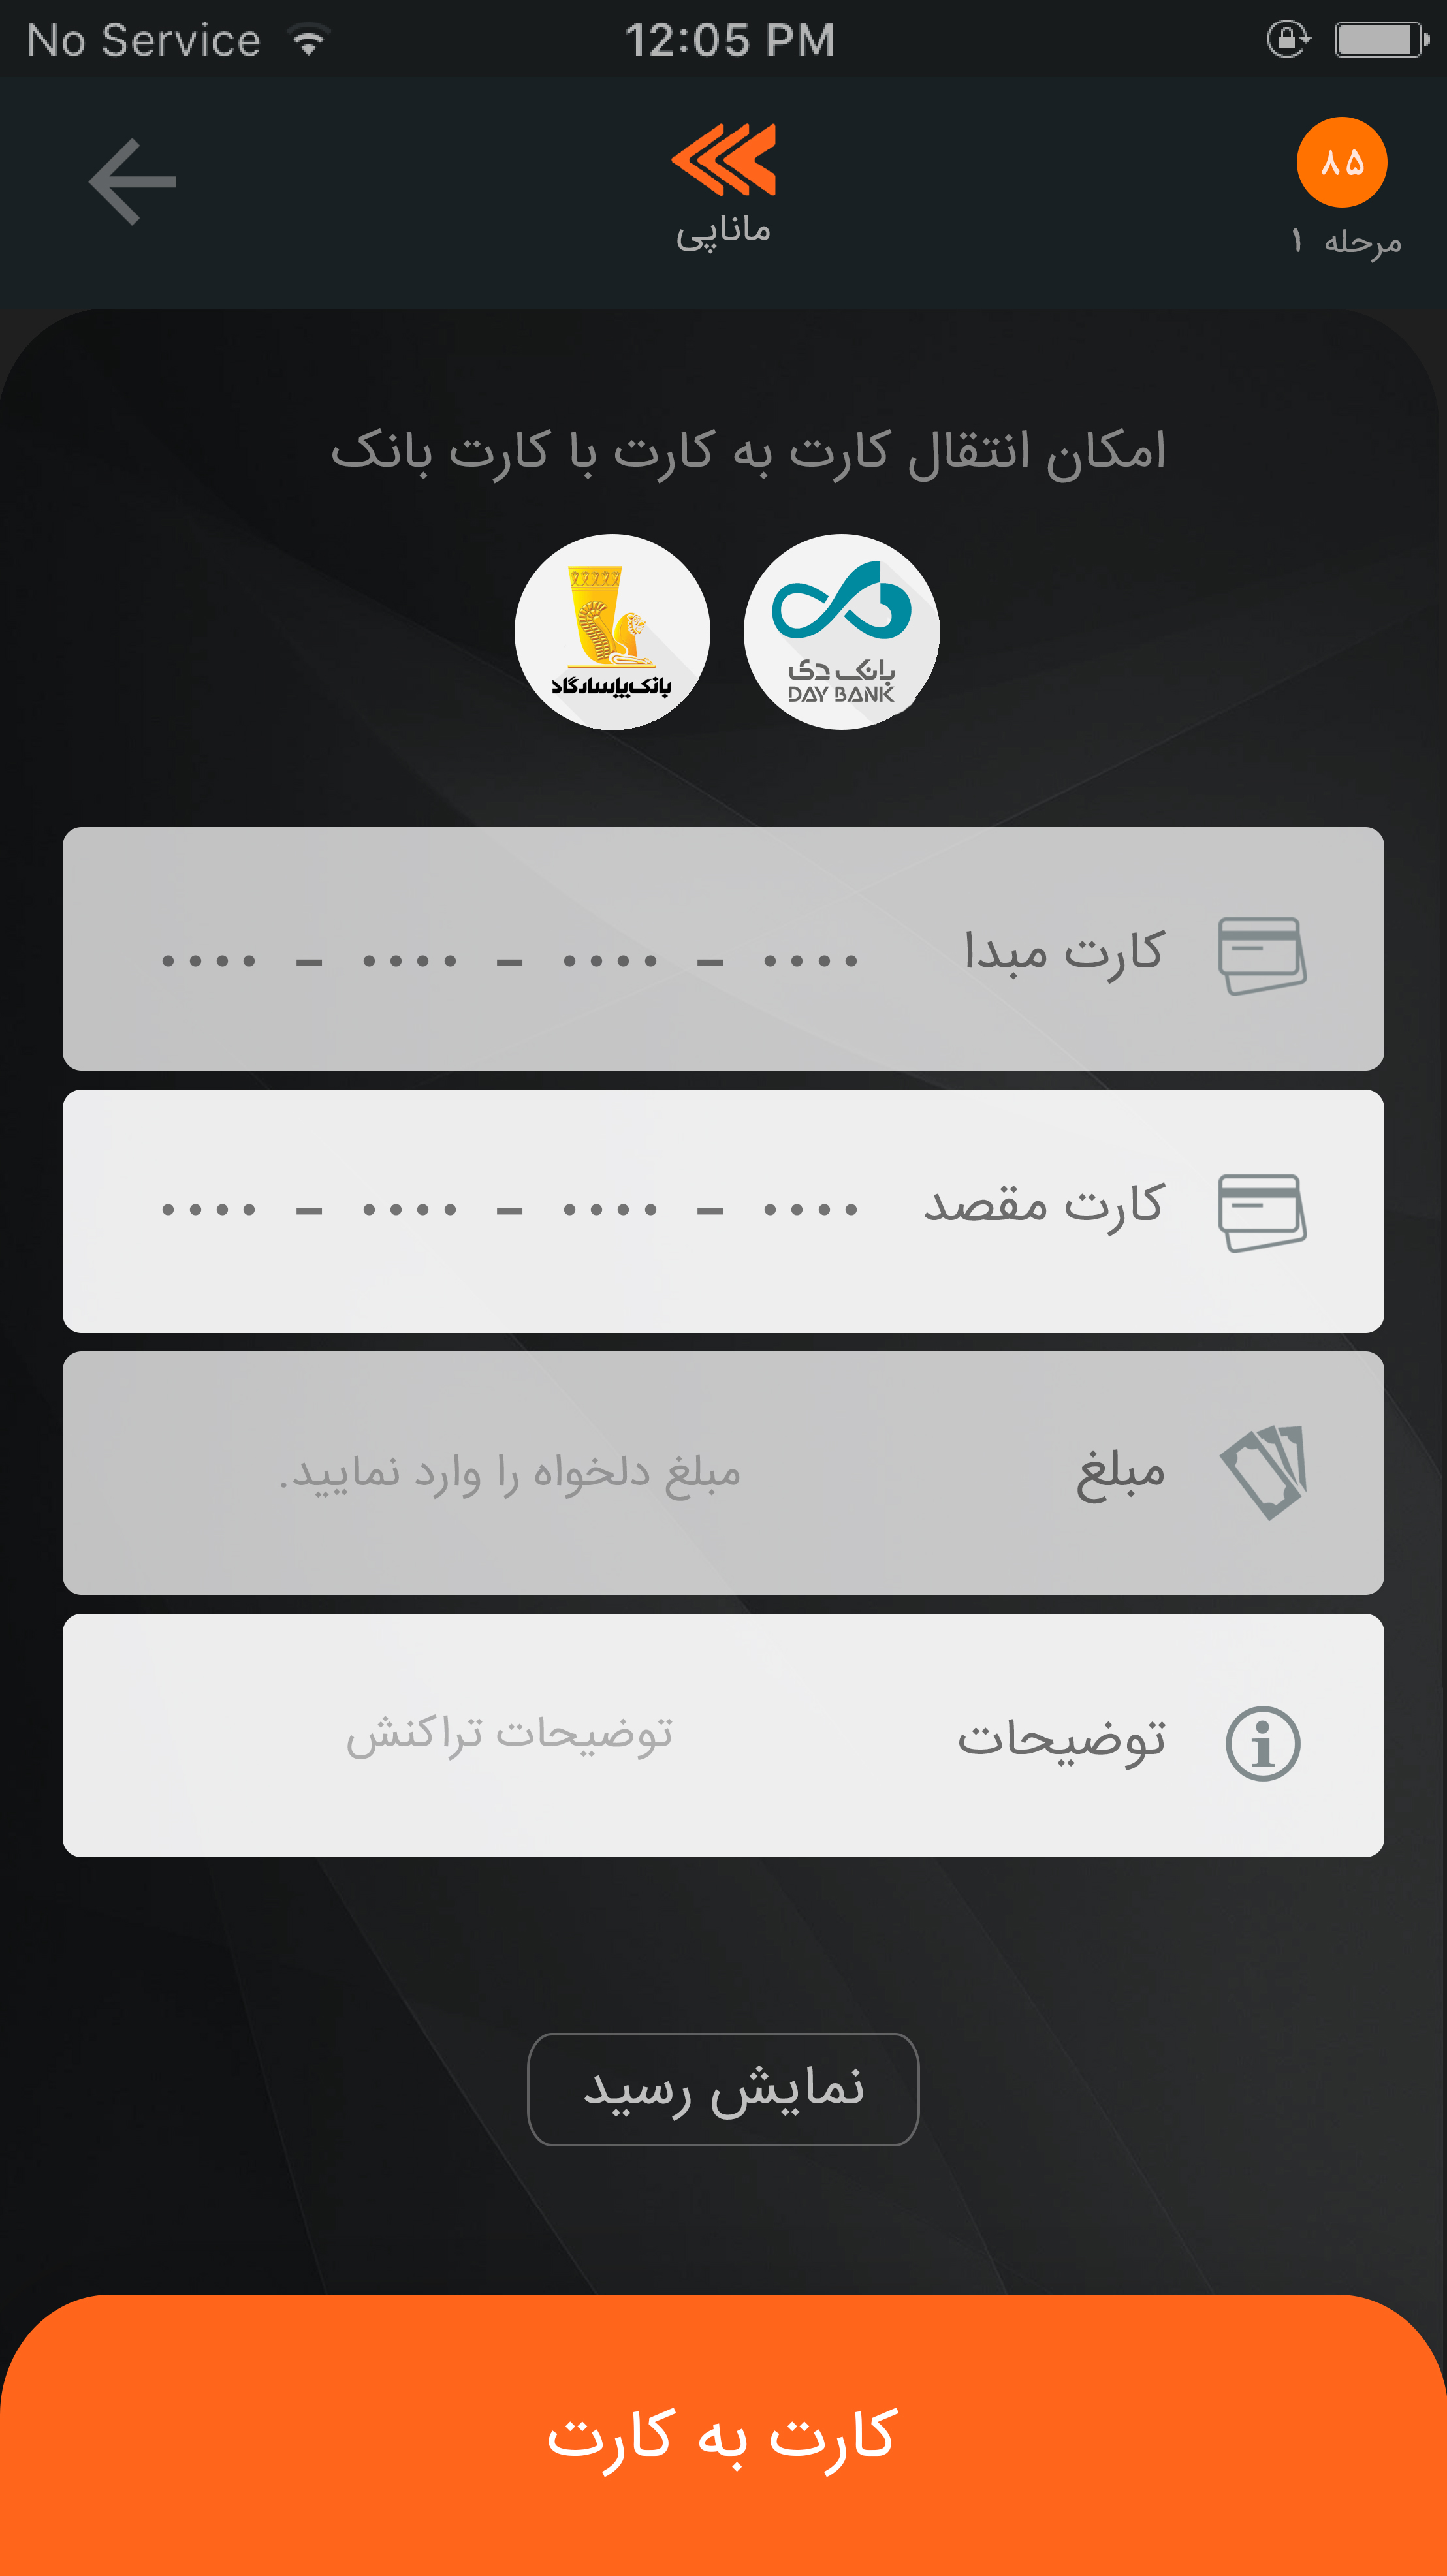 No Service 12:05 PM
۸۵
مرحله ۱
ماناپی
امکان انتقال کارت به کارت با کارت بانک
بانک دی
DAY BANK
بانک پاسارگاد
کارت مبدا •••• - •••• - •••• - ••••
کارت مقصد •••• - •••• - •••• - ••••
مبلغ مبلغ دلخواه را وارد نمایید.
توضیحات توضیحات تراکنش
نمایش رسید
کارت به کارت